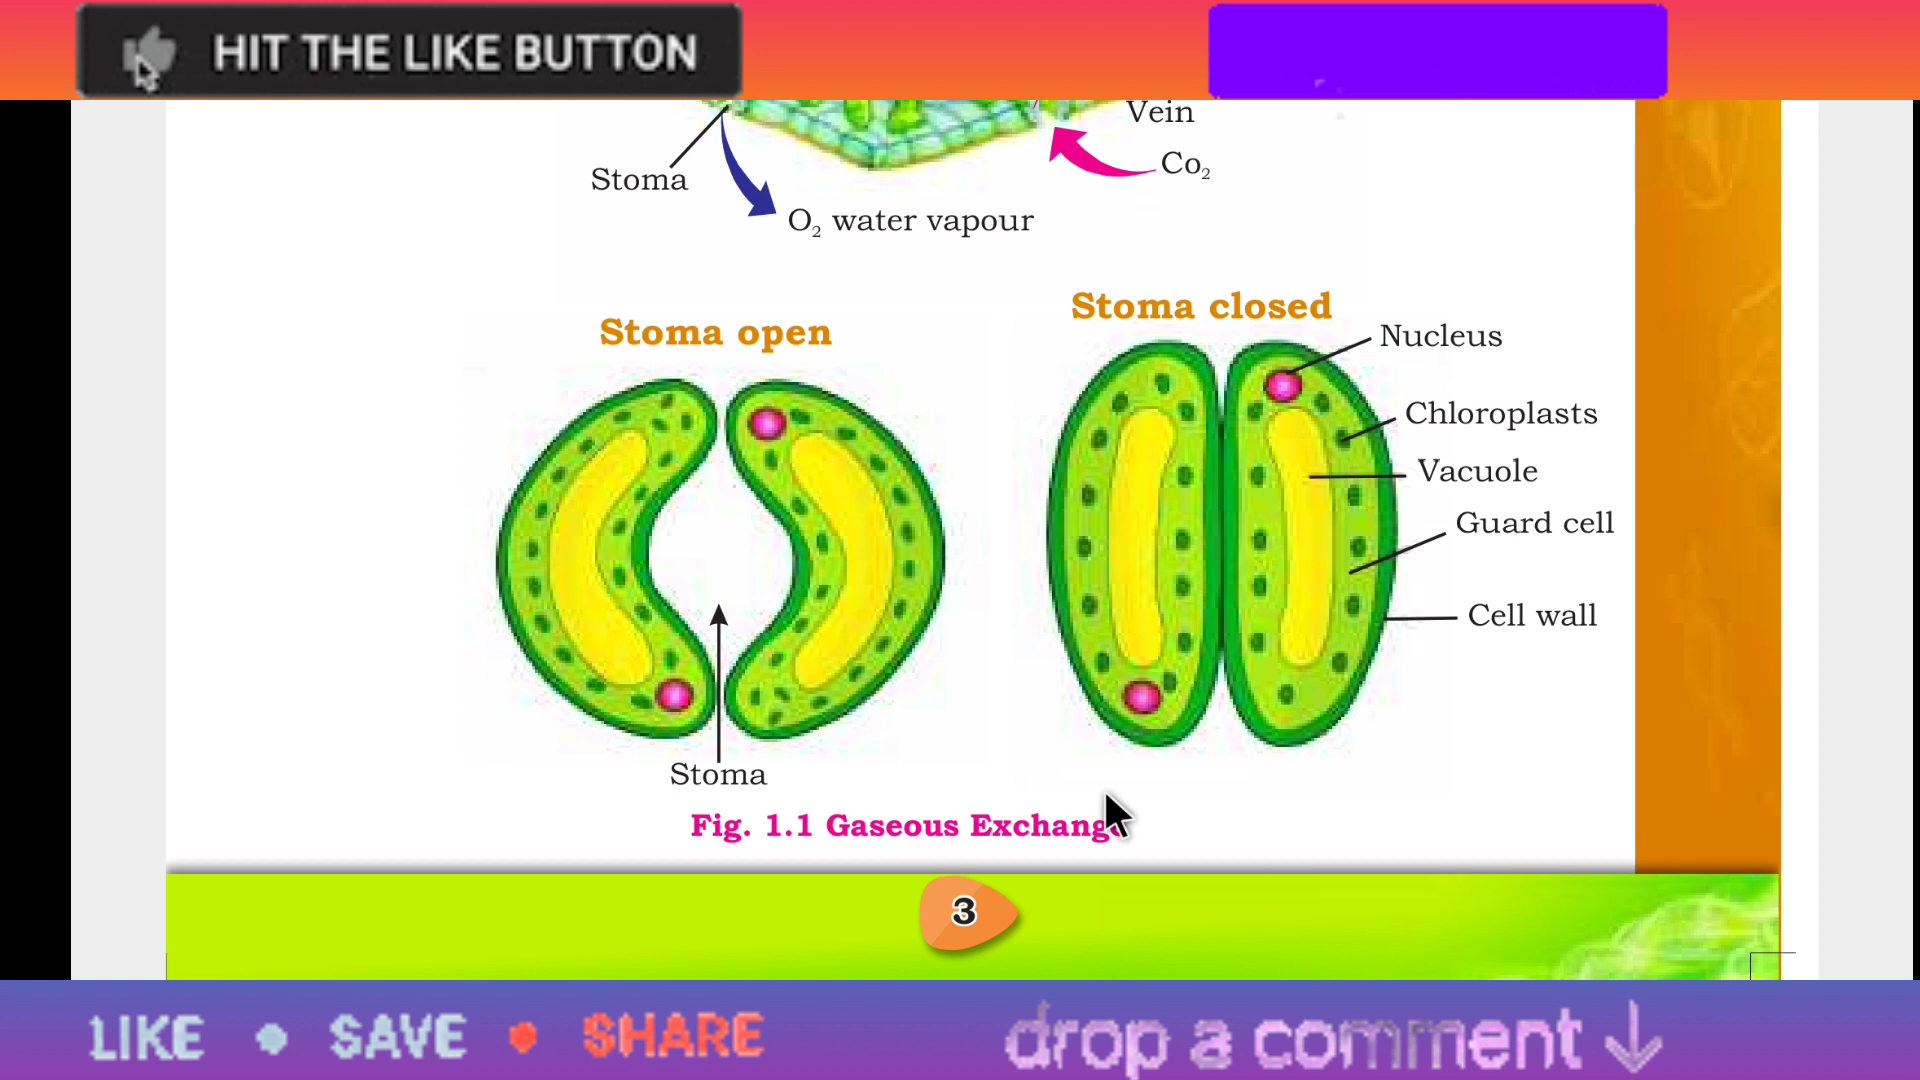 HIT THE LIKE BUTTON
Vein
Co₂
Stoma
O₂ water vapour
Stoma closed
Stoma open
Nucleus
Chloroplasts
Vacuole
Guard cell
Cell wall
Stoma
Fig. 1.1 Gaseous Exchange
3
LIKE • SAVE • SHARE
drop a comment ↓